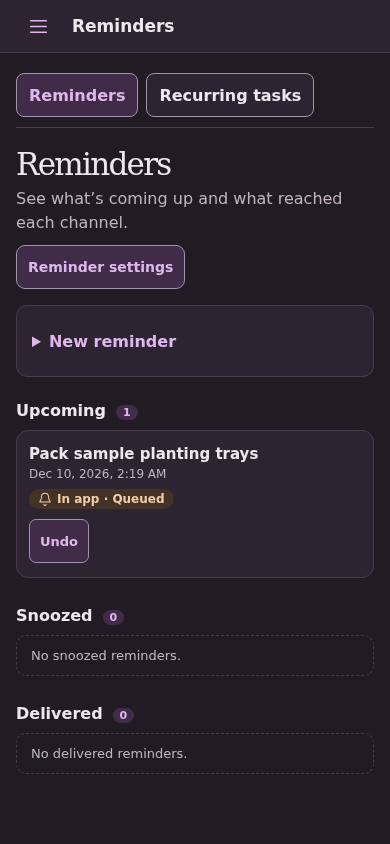 Reminders
Reminders
Recurring tasks
Reminders
See what’s coming up and what reached
each channel.
Reminder settings
New reminder
Upcoming 1
Pack sample planting trays
Dec 10, 2026, 2:19 AM
In app · Queued
Undo
Snoozed 0
No snoozed reminders.
Delivered 0
No delivered reminders.